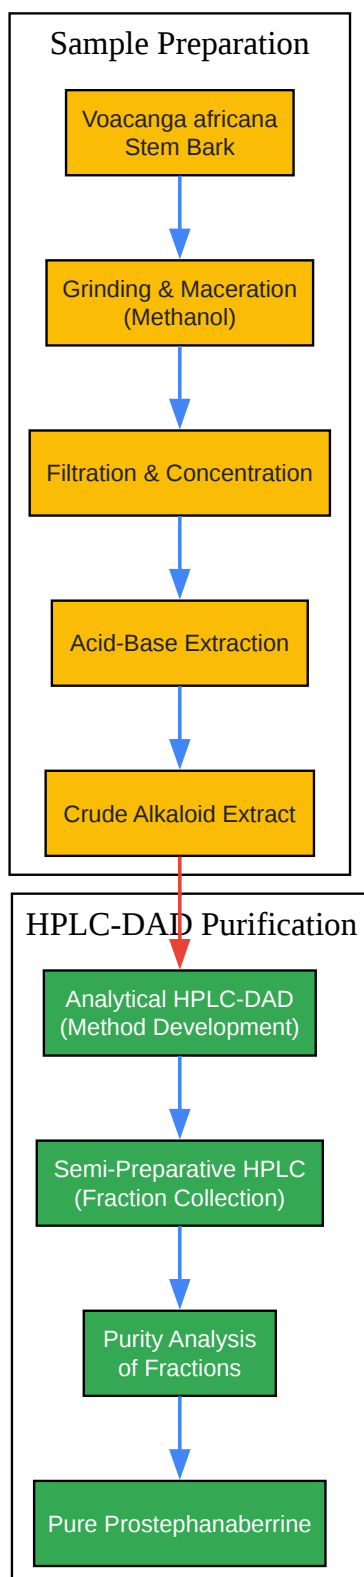 Sample Preparation
Voacanga africana
Stem Bark
Grinding & Maceration
(Methanol)
Filtration & Concentration
Acid-Base Extraction
Crude Alkaloid Extract
HPLC-DAD Purification
Analytical HPLC-DAD
(Method Development)
Semi-Preparative HPLC
(Fraction Collection)
Purity Analysis
of Fractions
Pure Prostephanaberrine